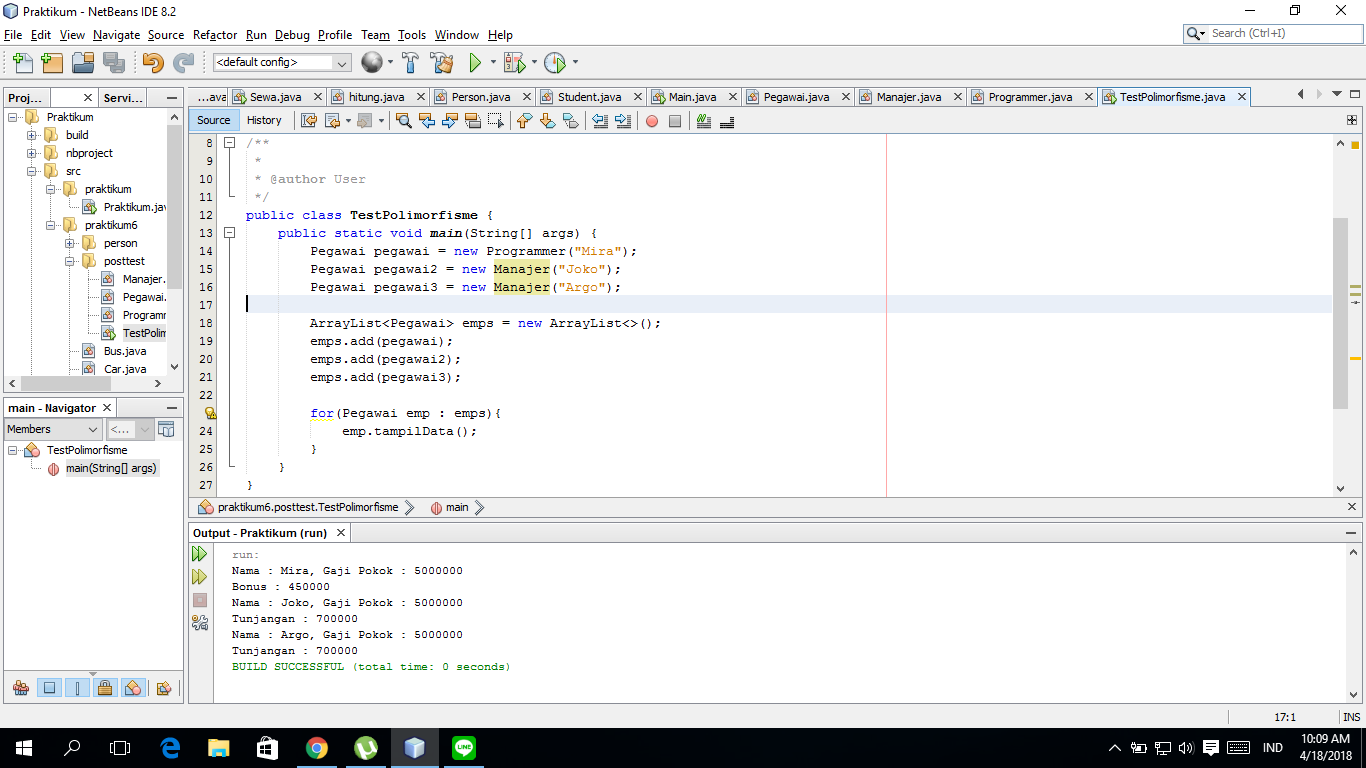 Praktikum - NetBeans IDE 8.2
File Edit View Navigate Source Refactor Run Debug Profile Team Tools Window Help
Search (Ctrl+I)
<default config>
Proj... Servi...
...ava Sewa.java hitung.java Person.java Student.java Main.java Pegawai.java Manajer.java Programmer.java TestPolimorfisme.java
Source History
Praktikum
build
nbproject
src
praktikum
Praktikum.jav
praktikum6
person
posttest
Manajer.
Pegawai.
Programm
TestPolim
Bus.java
Car.java
8 /**
9 *
10 * @author User
11 */
12 public class TestPolimorfisme {
13 public static void main(String[] args) {
14 Pegawai pegawai = new Programmer("Mira");
15 Pegawai pegawai2 = new Manajer("Joko");
16 Pegawai pegawai3 = new Manajer("Argo");
17
18 ArrayList<Pegawai> emps = new ArrayList<>();
19 emps.add(pegawai);
20 emps.add(pegawai2);
21 emps.add(pegawai3);
22
for(Pegawai emp : emps){
24 emp.tampilData();
25 }
26 }
27 }
praktikum6.posttest.TestPolimorfisme main
main - Navigator
Members <...
TestPolimorfisme
main(String[] args)
Output - Praktikum (run)
run:
Nama : Mira, Gaji Pokok : 5000000
Bonus : 450000
Nama : Joko, Gaji Pokok : 5000000
Tunjangan : 700000
Nama : Argo, Gaji Pokok : 5000000
Tunjangan : 700000
BUILD SUCCESSFUL (total time: 0 seconds)
17:1 INS
LINE
IND
10:09 AM
4/18/2018